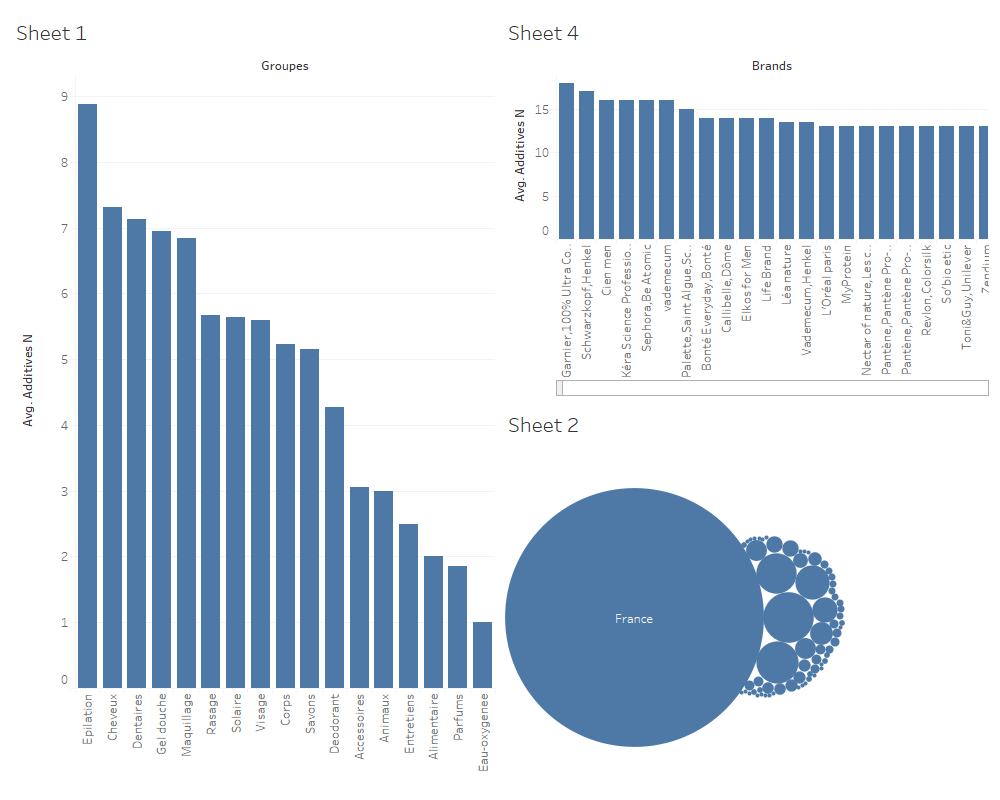 Sheet 1
Groupes
Avg. Additives N
9
8
7
6
5
4
3
2
1
0
Epilation
Cheveux
Dentaires
Gel douche
Maquillage
Rasage
Solaire
Visage
Corps
Savons
Deodorant
Accessoires
Animaux
Entretiens
Alimentaire
Parfums
Eau-oxygenee
Sheet 4
Brands
Avg. Additives N
15
10
5
0
Garnier,100% Ultra Co..
Schwarzkopf,Henkel
Cien men
Kéra Science Professio..
Sephora,Be Atomic
vademecum
Palette,Saint Algue,Sc..
Bonté Everyday,Bonté
Callibelle,Dôme
Elkos for Men
Life Brand
Léa nature
Vademecum,Henkel
L'Oréal paris
MyProtein
Nectar of nature,Les c..
Pantène,Pantène Pro-..
Pantène,Pantène Pro-..
Revlon,Colorsilk
So'bio etic
Toni&Guy,Unilever
Zendium
Sheet 2
France